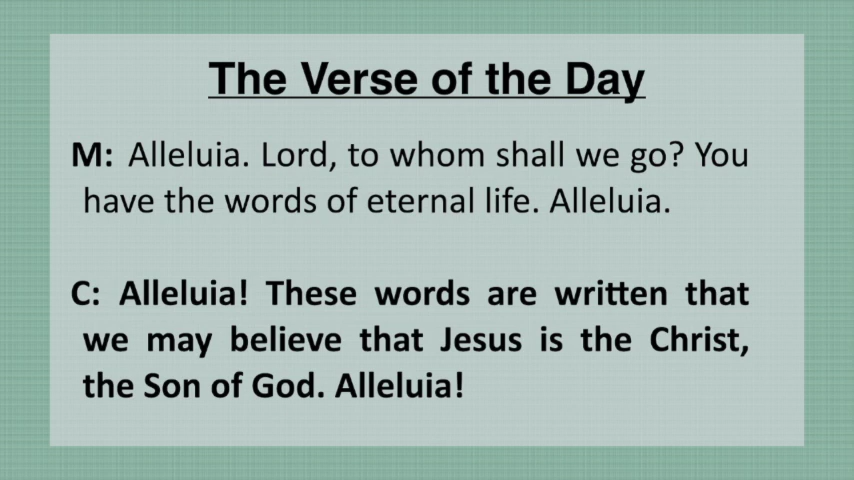 The Verse of the Day
M: Alleluia. Lord, to whom shall we go? You
have the words of eternal life. Alleluia.
C: Alleluia! These words are written that
we may believe that Jesus is the Christ,
the Son of God. Alleluia!